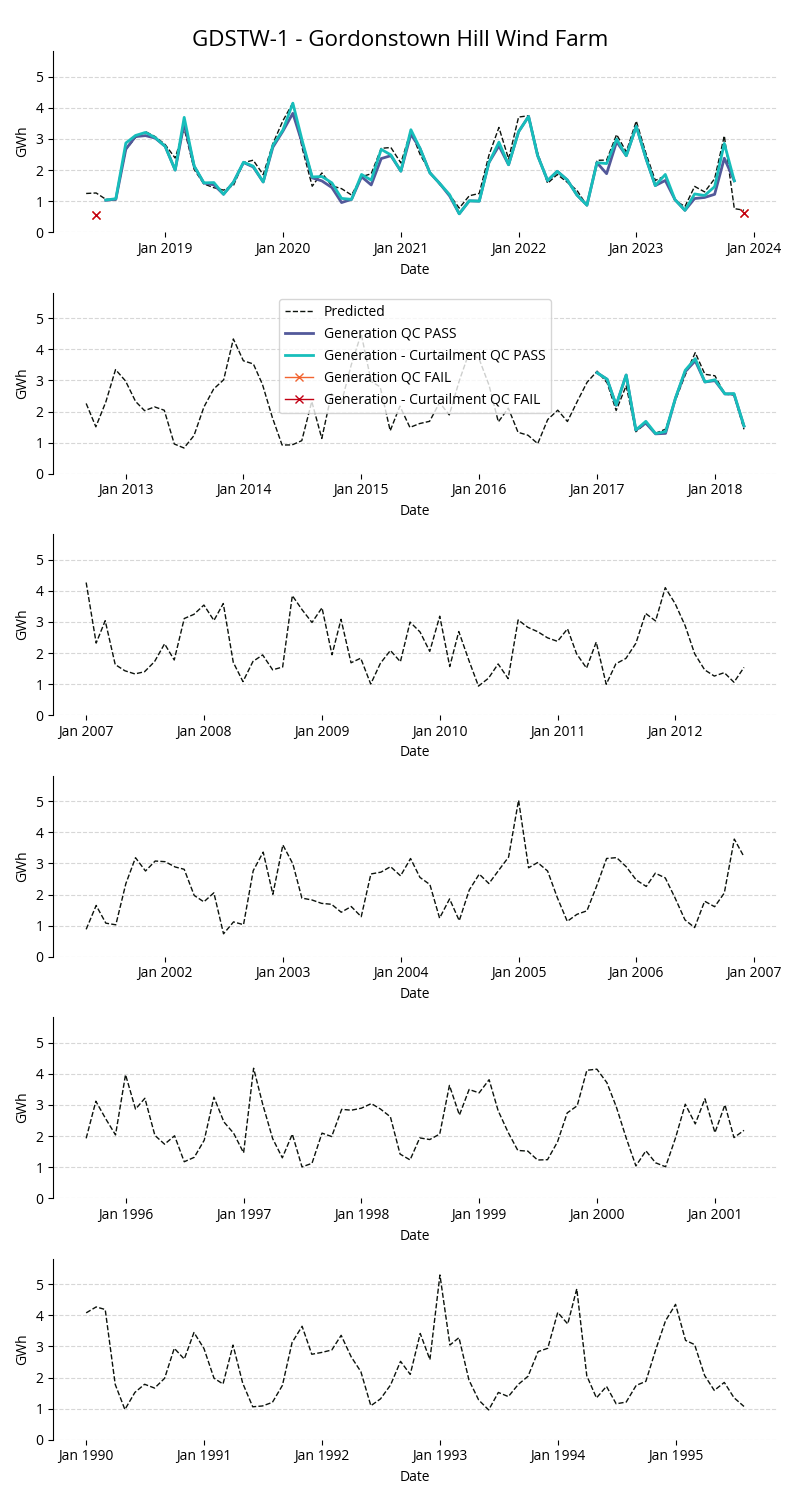 GDSTW-1 - Gordonstown Hill Wind Farm
5
4
3
2
1
0
GWh
Jan 2019 Jan 2020 Jan 2021 Jan 2022 Jan 2023 Jan 2024
Date
5
4
3
2
1
0
GWh
Predicted
Generation QC PASS
Generation - Curtailment QC PASS
Generation QC FAIL
Generation - Curtailment QC FAIL
Jan 2013 Jan 2014 Jan 2015 Jan 2016 Jan 2017 Jan 2018
Date
5
4
3
2
1
0
GWh
Jan 2007 Jan 2008 Jan 2009 Jan 2010 Jan 2011 Jan 2012
Date
5
4
3
2
1
0
GWh
Jan 2002 Jan 2003 Jan 2004 Jan 2005 Jan 2006 Jan 2007
Date
5
4
3
2
1
0
GWh
Jan 1996 Jan 1997 Jan 1998 Jan 1999 Jan 2000 Jan 2001
Date
5
4
3
2
1
0
GWh
Jan 1990 Jan 1991 Jan 1992 Jan 1993 Jan 1994 Jan 1995
Date